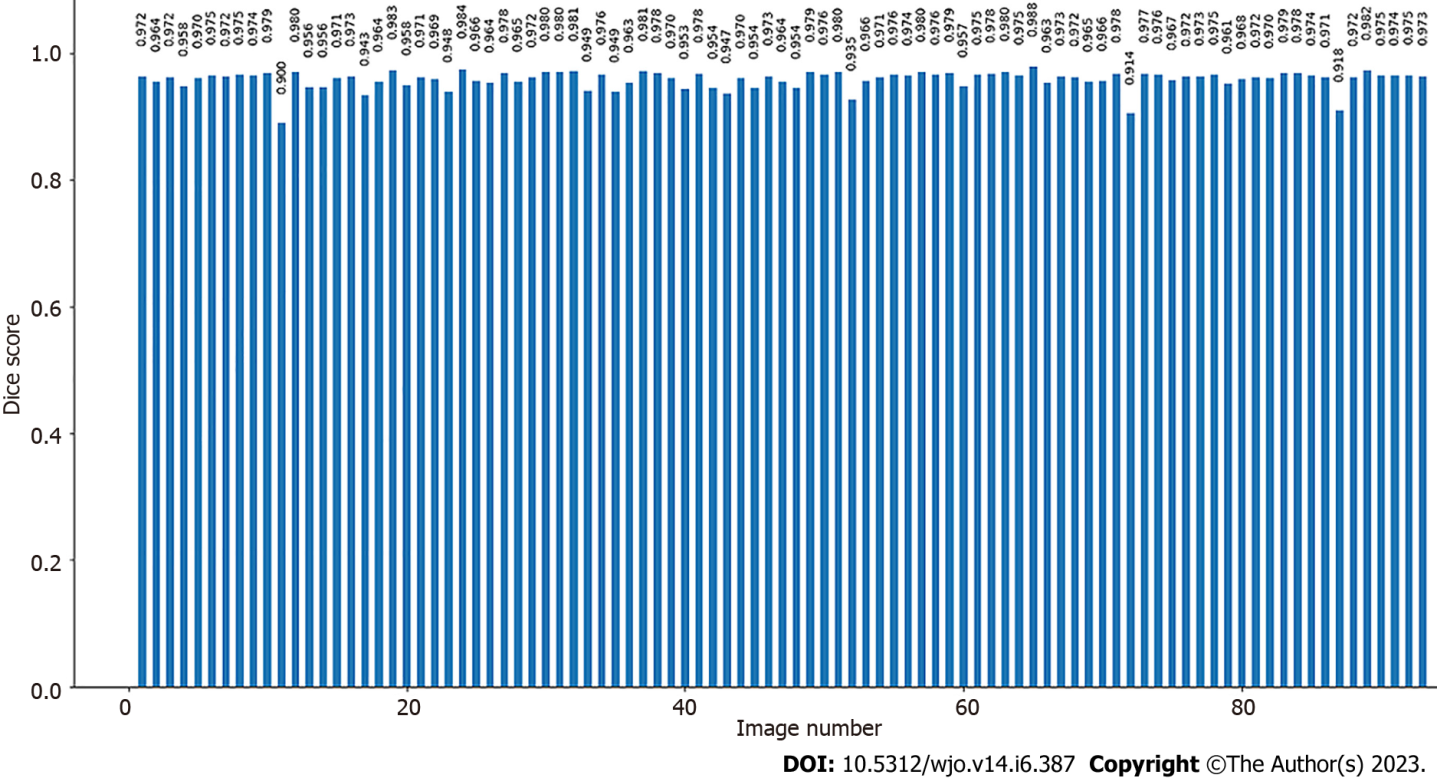 0.972 0.964 0.972 0.958 0.970 0.975 0.972 0.975 0.974 0.979 0.900 0.980 0.956 0.956 0.971 0.973 0.943 0.964 0.983 0.958 0.971 0.969 0.948 0.984 0.966 0.964 0.978 0.965 0.972 0.980 0.980 0.981 0.949 0.976 0.949 0.963 0.981 0.978 0.970 0.953 0.978 0.954 0.947 0.970 0.954 0.973 0.964 0.954 0.979 0.976 0.980 0.935 0.966 0.971 0.976 0.974 0.980 0.976 0.979 0.957 0.975 0.978 0.980 0.975 0.988 0.963 0.973 0.972 0.965 0.966 0.978 0.914 0.977 0.976 0.967 0.972 0.973 0.975 0.961 0.968 0.972 0.970 0.979 0.978 0.974 0.971 0.918 0.972 0.982 0.975 0.974 0.975 0.973
1.0
0.8
0.6
0.4
0.2
0.0
Dice score
0 20 40 60 80
Image number
DOI: 10.5312/wjo.v14.i6.387 Copyright ©The Author(s) 2023.